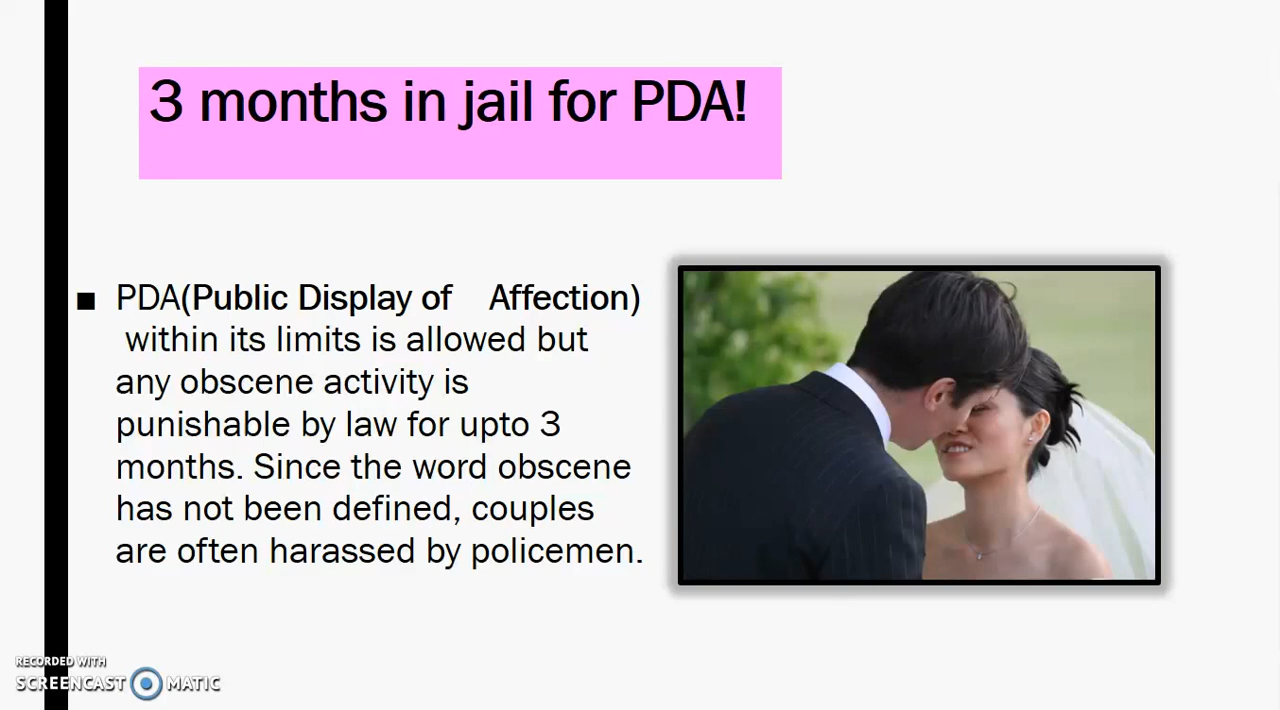 3 months in jail for PDA!
■ PDA(Public Display of Affection)
within its limits is allowed but
any obscene activity is
punishable by law for upto 3
months. Since the word obscene
has not been defined, couples
are often harassed by policemen.
RECORDED WITH
SCREENCAST MATIC